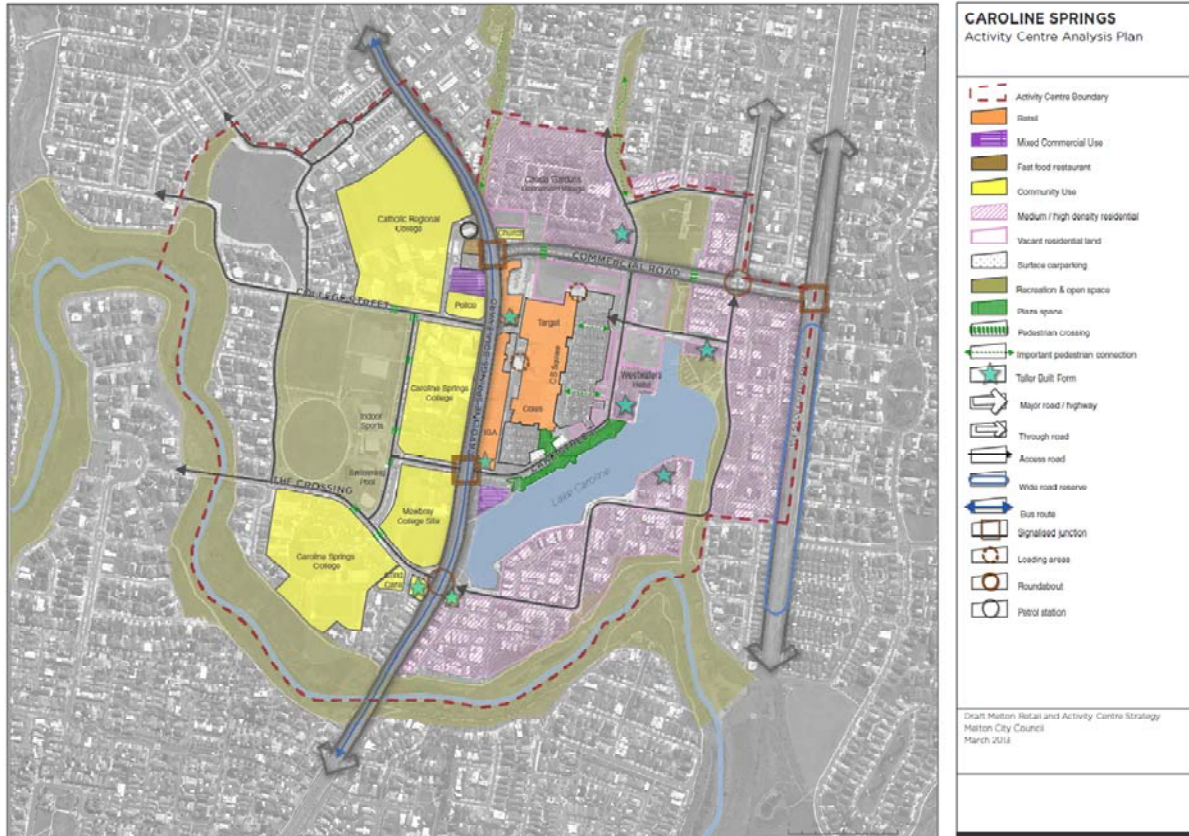 CAROLINE SPRINGS
Activity Centre Analysis Plan
Activity Centre Boundary
Retail
Mixed Commercial Use
Fast food restaurant
Community Use
Medium / high density residential
Vacant residential land
Surface carparking
Recreation & open space
Plaza space
Pedestrian crossing
Important pedestrian connection
Taller Built Form
Major road / highway
Through road
Access road
Wide road reserve
Bus route
Signalised junction
Loading areas
Roundabout
Petrol station
Draft Melton Retail and Activity Centre Strategy
Melton City Council
March 2013
Catholic Regional
College
Church
COMMERCIAL ROAD
COLLEGE STREET
Police
Target
CS Square
Coles
IGA
CAROLINE SPRINGS BOULEVARD
Caroline Springs
College
Westwaters
Hotel
Indoor
Sports
Swimming
Pool
Lake Caroline
THE CROSSING
Mowbray
College Site
Caroline Springs
College